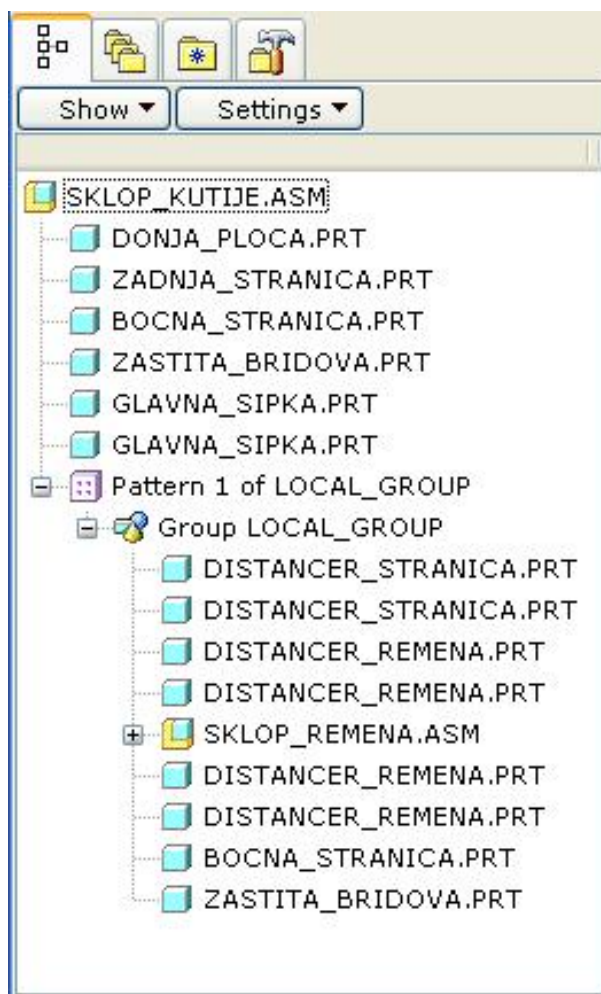 Show Settings
SKLOP_KUTIJE.ASM
DONJA_PLOCA.PRT
ZADNJA_STRANICA.PRT
BOCNA_STRANICA.PRT
ZASTITA_BRIDOVA.PRT
GLAVNA_SIPKA.PRT
GLAVNA_SIPKA.PRT
Pattern 1 of LOCAL_GROUP
Group LOCAL_GROUP
DISTANCER_STRANICA.PRT
DISTANCER_STRANICA.PRT
DISTANCER_REMENA.PRT
DISTANCER_REMENA.PRT
SKLOP_REMENA.ASM
DISTANCER_REMENA.PRT
DISTANCER_REMENA.PRT
BOCNA_STRANICA.PRT
ZASTITA_BRIDOVA.PRT